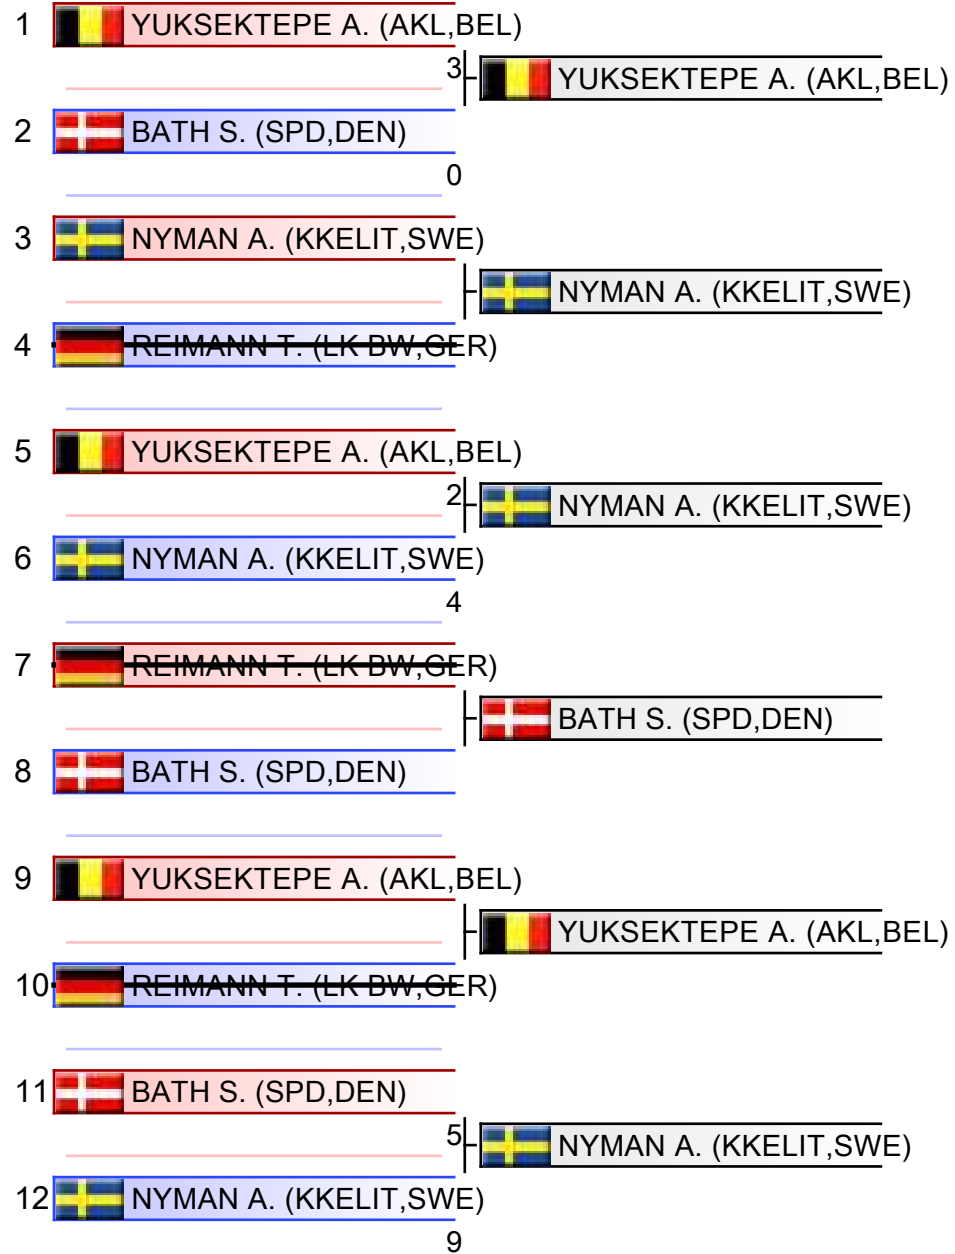 1 YUKSEKTEPE A. (AKL,BEL)
3 YUKSEKTEPE A. (AKL,BEL)
2 BATH S. (SPD,DEN)
0
3 NYMAN A. (KKELIT,SWE)
NYMAN A. (KKELIT,SWE)
4 REIMANN T. (LK BW,GER)
5 YUKSEKTEPE A. (AKL,BEL)
2 NYMAN A. (KKELIT,SWE)
6 NYMAN A. (KKELIT,SWE)
4
7 REIMANN T. (LK BW,GER)
BATH S. (SPD,DEN)
8 BATH S. (SPD,DEN)
9 YUKSEKTEPE A. (AKL,BEL)
YUKSEKTEPE A. (AKL,BEL)
10 REIMANN T. (LK BW,GER)
11 BATH S. (SPD,DEN)
5 NYMAN A. (KKELIT,SWE)
12 NYMAN A. (KKELIT,SWE)
9